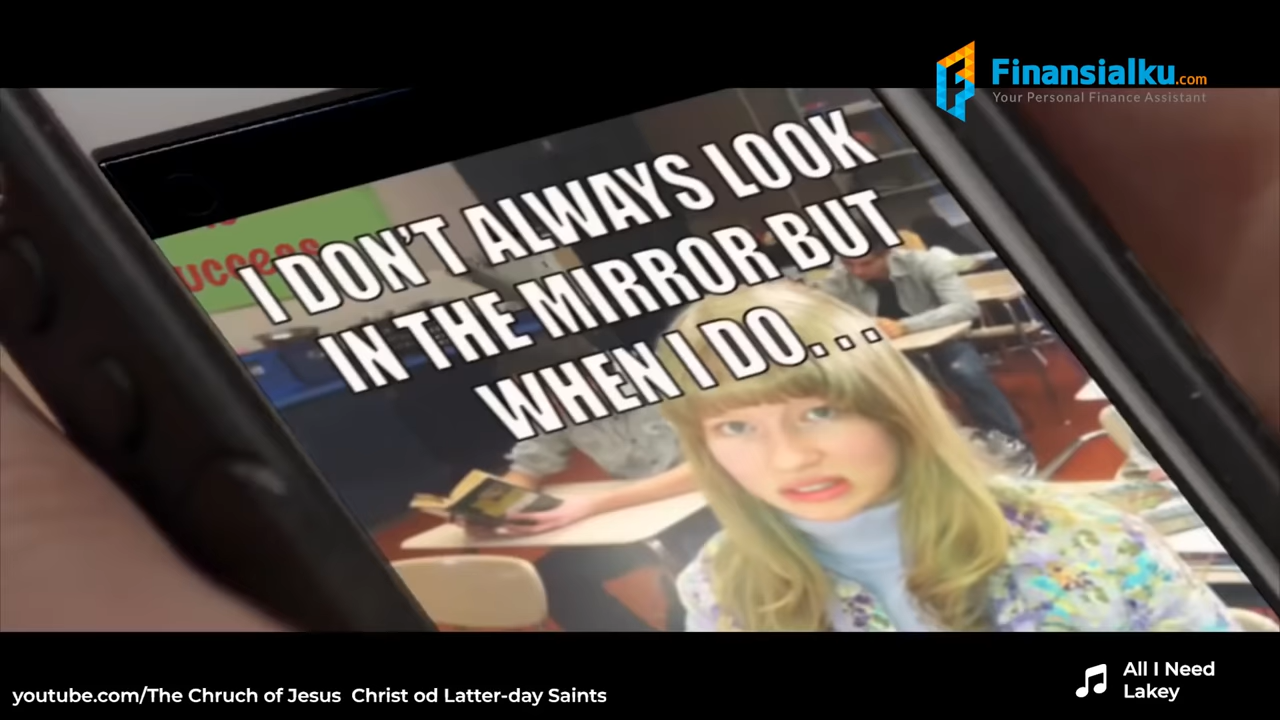 Finansialku.com
Your Personal Finance Assistant
uccess
I DON'T ALWAYS LOOK
IN THE MIRROR BUT
WHEN I DO...
All I Need
Lakey
youtube.com/The Chruch of Jesus Christ od Latter-day Saints